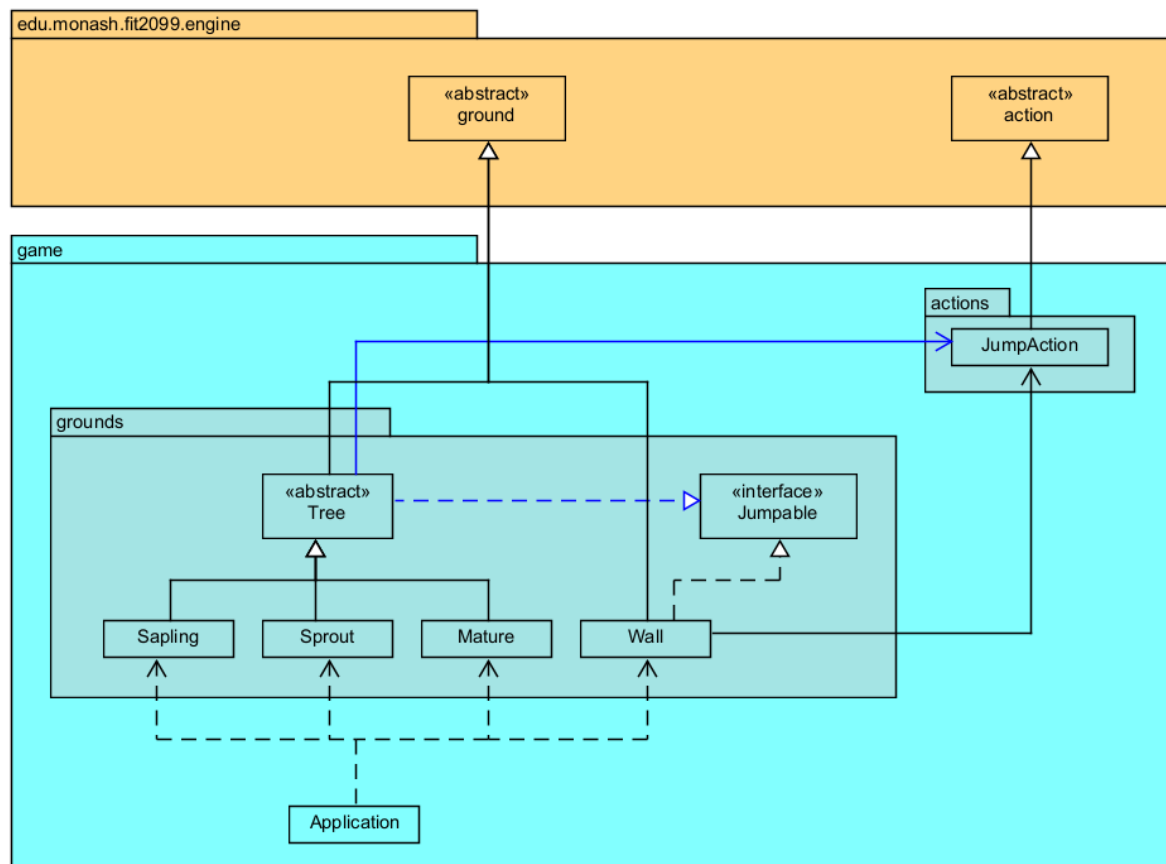 edu.monash.fit2099.engine
«abstract»
ground
«abstract»
action
game
actions
JumpAction
grounds
«abstract»
Tree
«interface»
Jumpable
Sapling
Sprout
Mature
Wall
Application